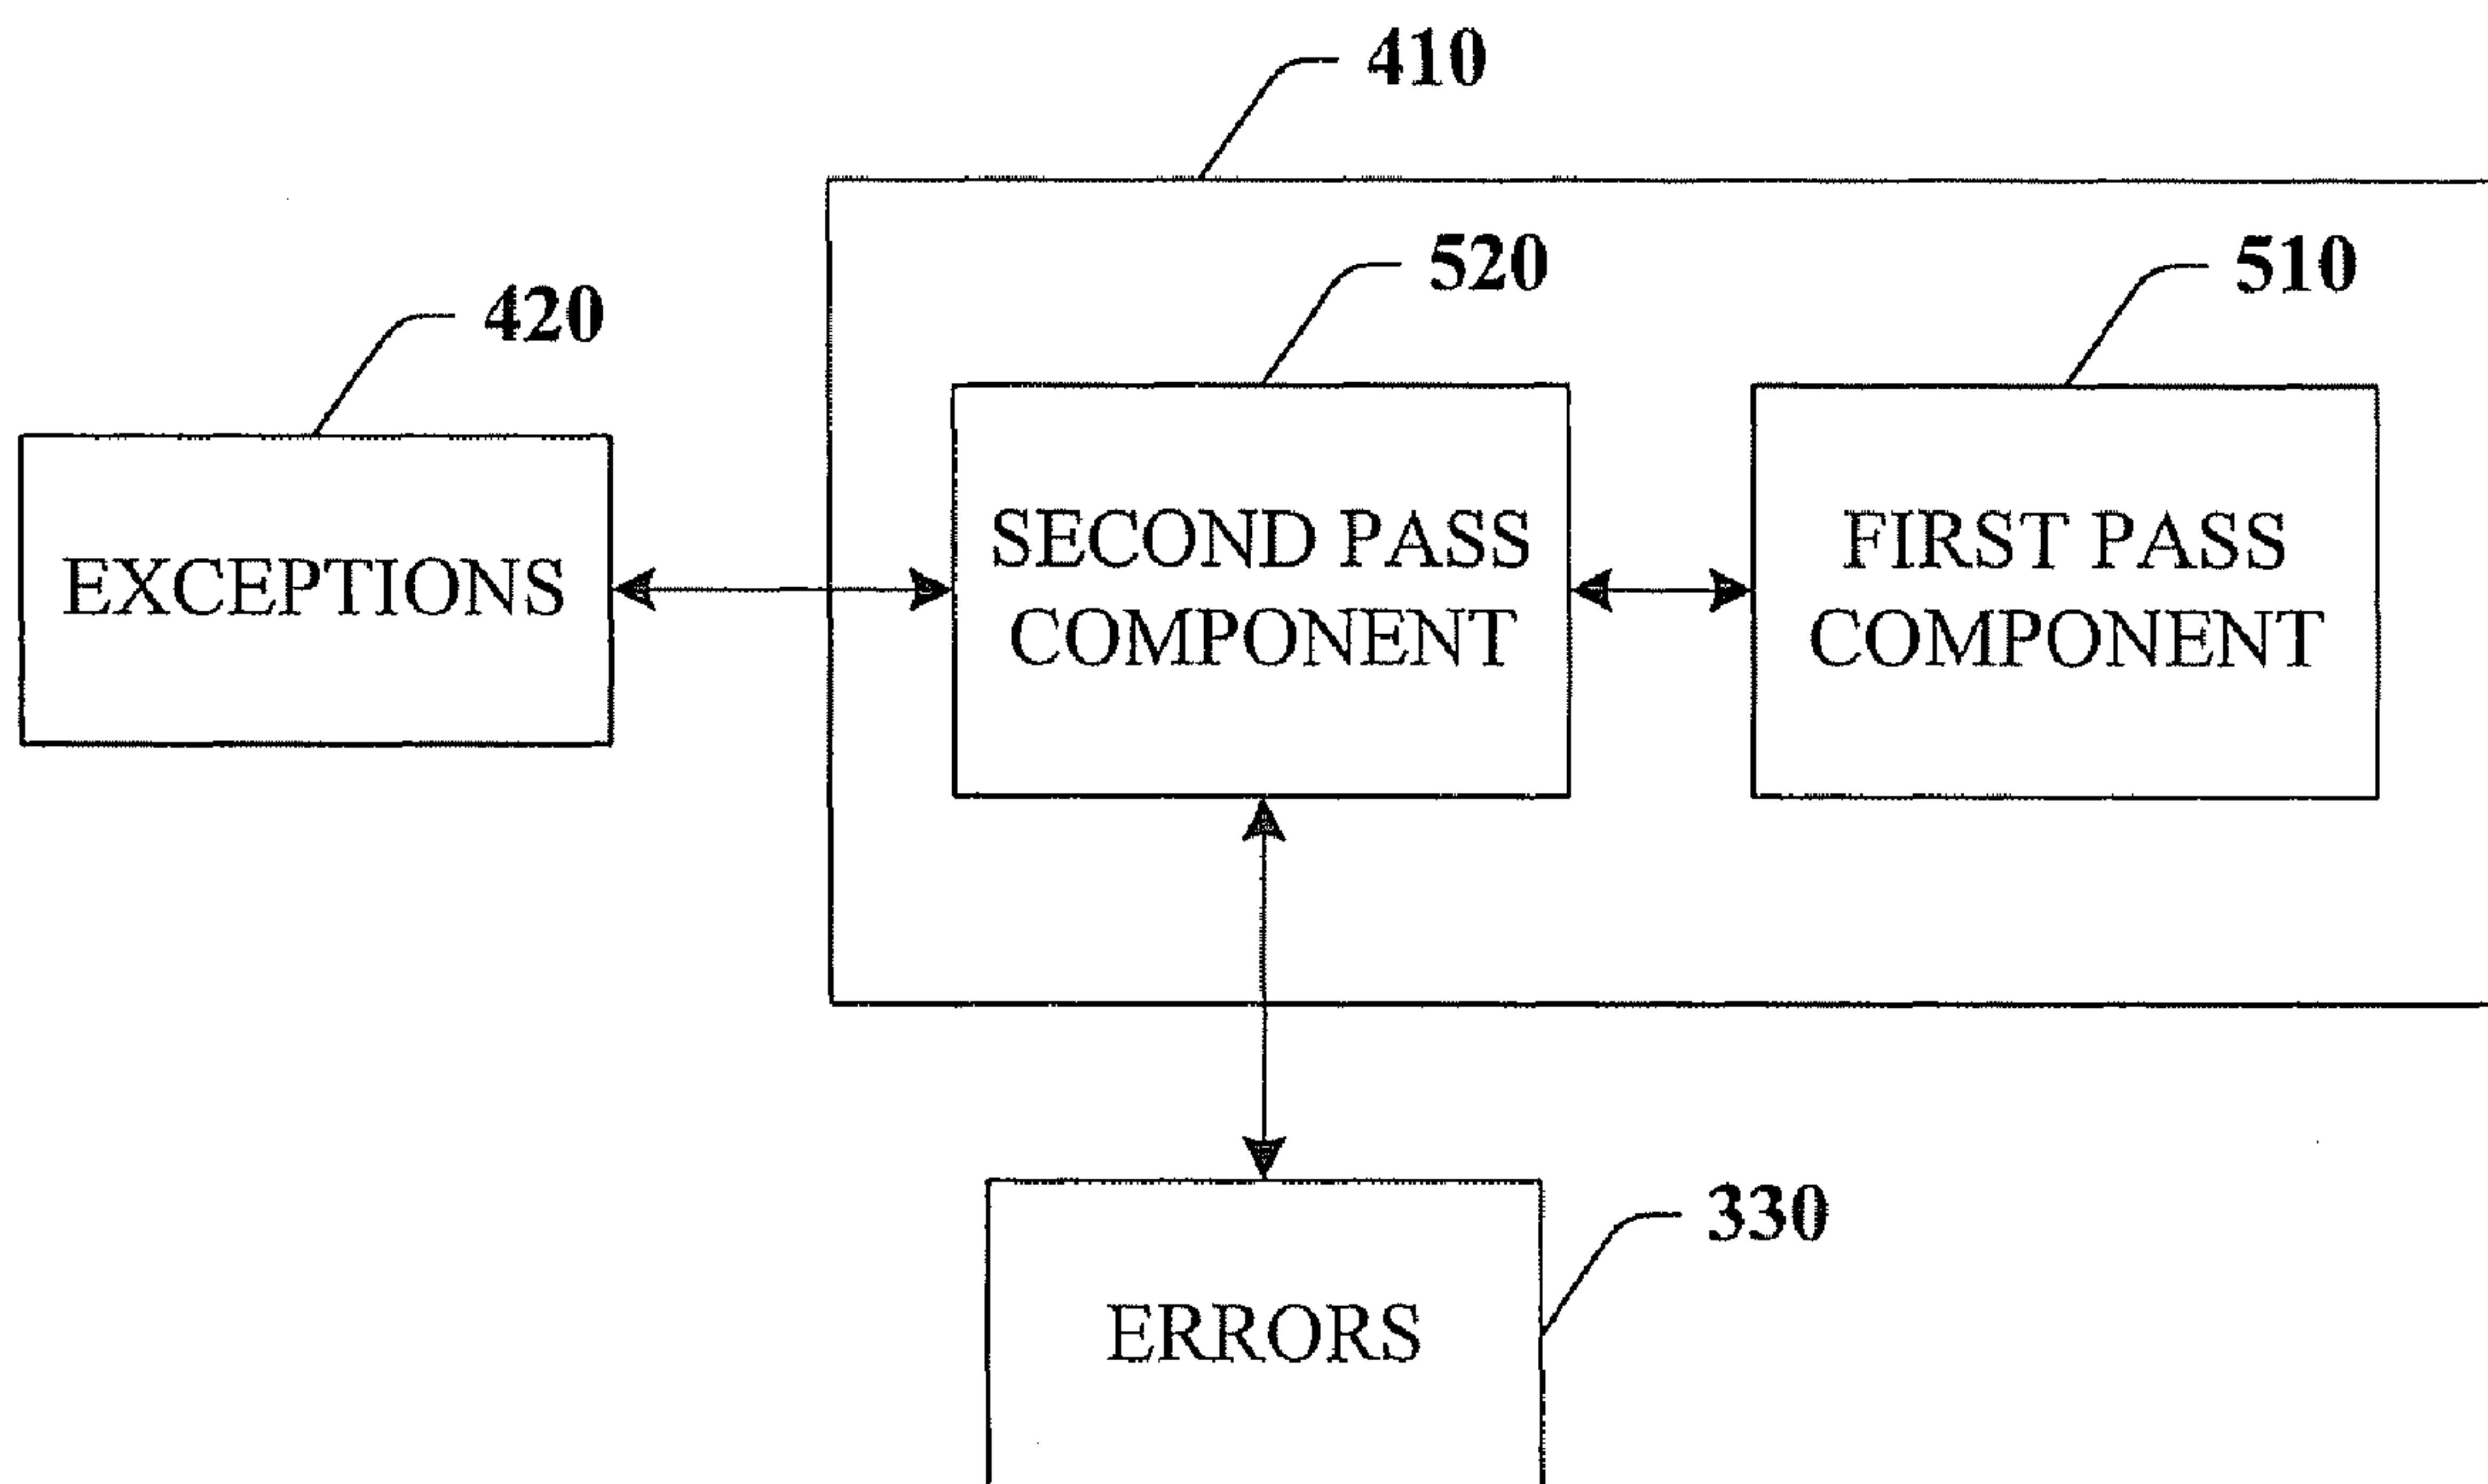 410
520
510
420
EXCEPTIONS
SECOND PASS
COMPONENT
FIRST PASS
COMPONENT
330
ERRORS